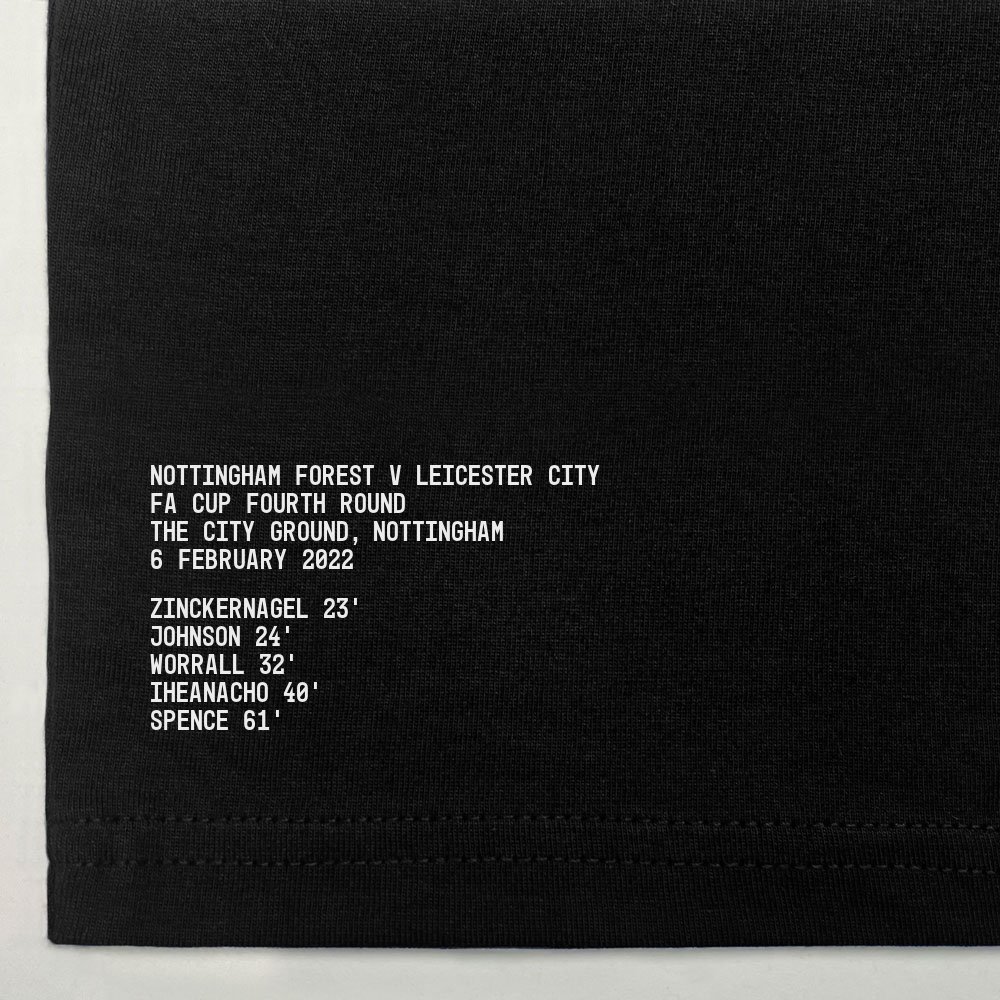 NOTTINGHAM FOREST V LEICESTER CITY
FA CUP FOURTH ROUND
THE CITY GROUND, NOTTINGHAM
6 FEBRUARY 2022
ZINCKERNAGEL 23'
JOHNSON 24'
WORRALL 32'
IHEANACHO 40'
SPENCE 61'